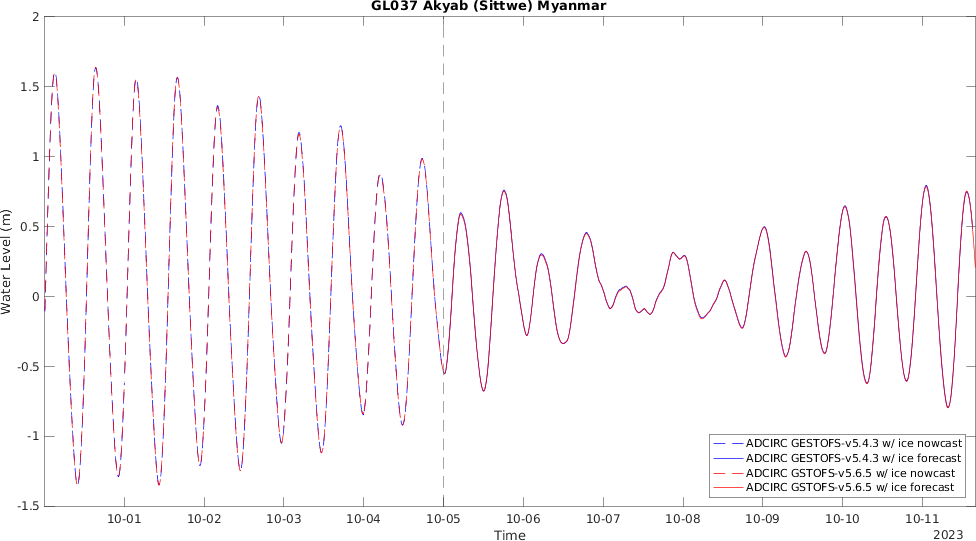 GL037 Akyab (Sittwe) Myanmar
2
1.5
1
0.5
0
-0.5
-1
-1.5
Water Level (m)
ADCIRC GESTOFS-v5.4.3 w/ ice nowcast
ADCIRC GESTOFS-v5.4.3 w/ ice forecast
ADCIRC GSTOFS-v5.6.5 w/ ice nowcast
ADCIRC GSTOFS-v5.6.5 w/ ice forecast
10-01 10-02 10-03 10-04 10-05 10-06 10-07 10-08 10-09 10-10 10-11
Time
2023